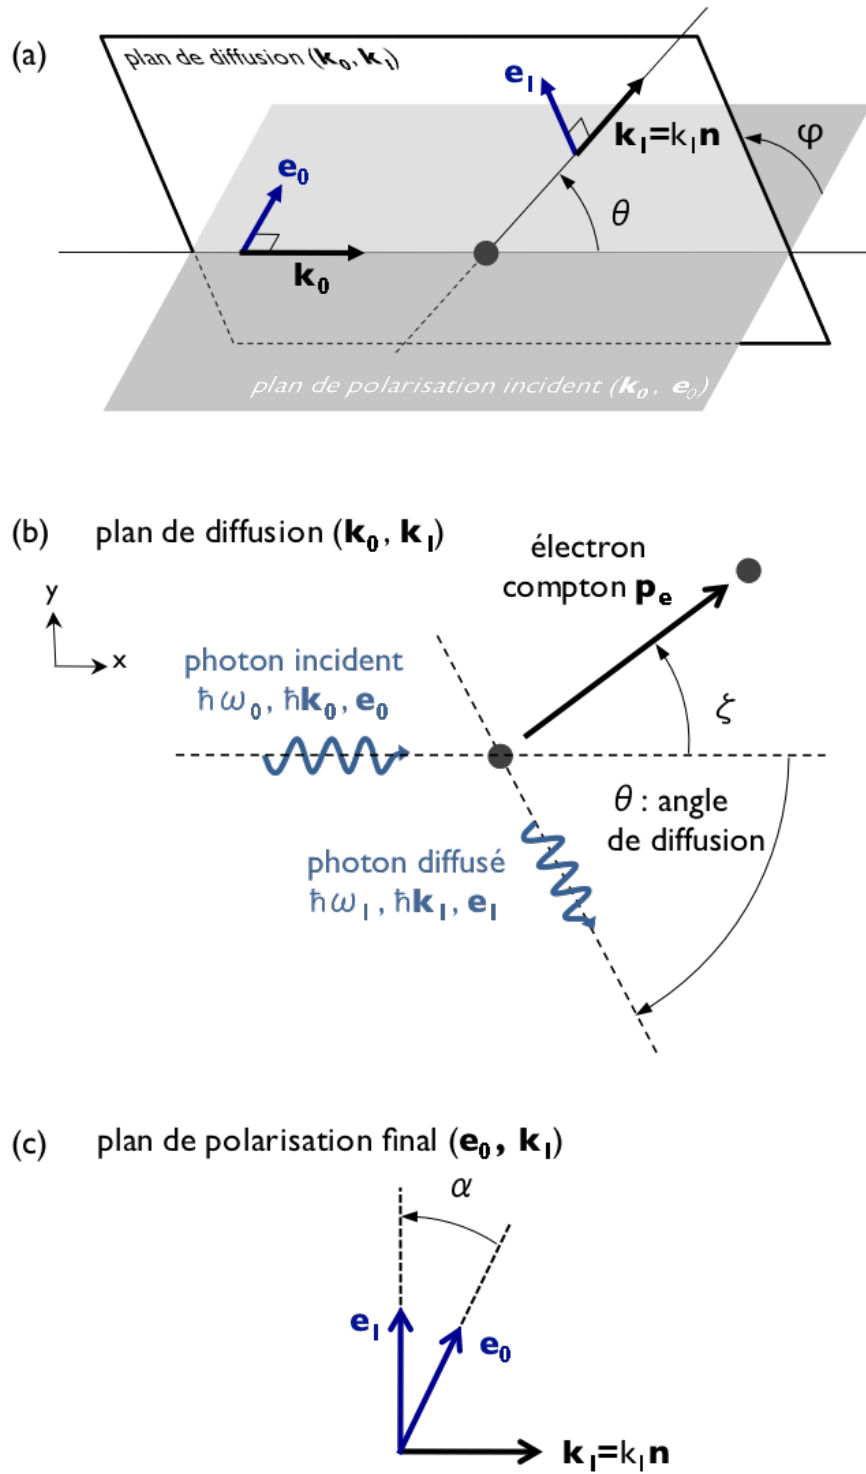 (a)
plan de diffusion (k₀, k₁)
e₁
k₁=k₁n
φ
e₀
θ
k₀
plan de polarisation incident (k₀, e₀)
(b) plan de diffusion (k₀, k₁)
électron
compton pₑ
y
x
photon incident
ħω₀, ħk₀, e₀
ζ
θ : angle
de diffusion
photon diffusé
ħω₁, ħk₁, e₁
(c) plan de polarisation final (e₀, k₁)
α
e₁
e₀
k₁=k₁n